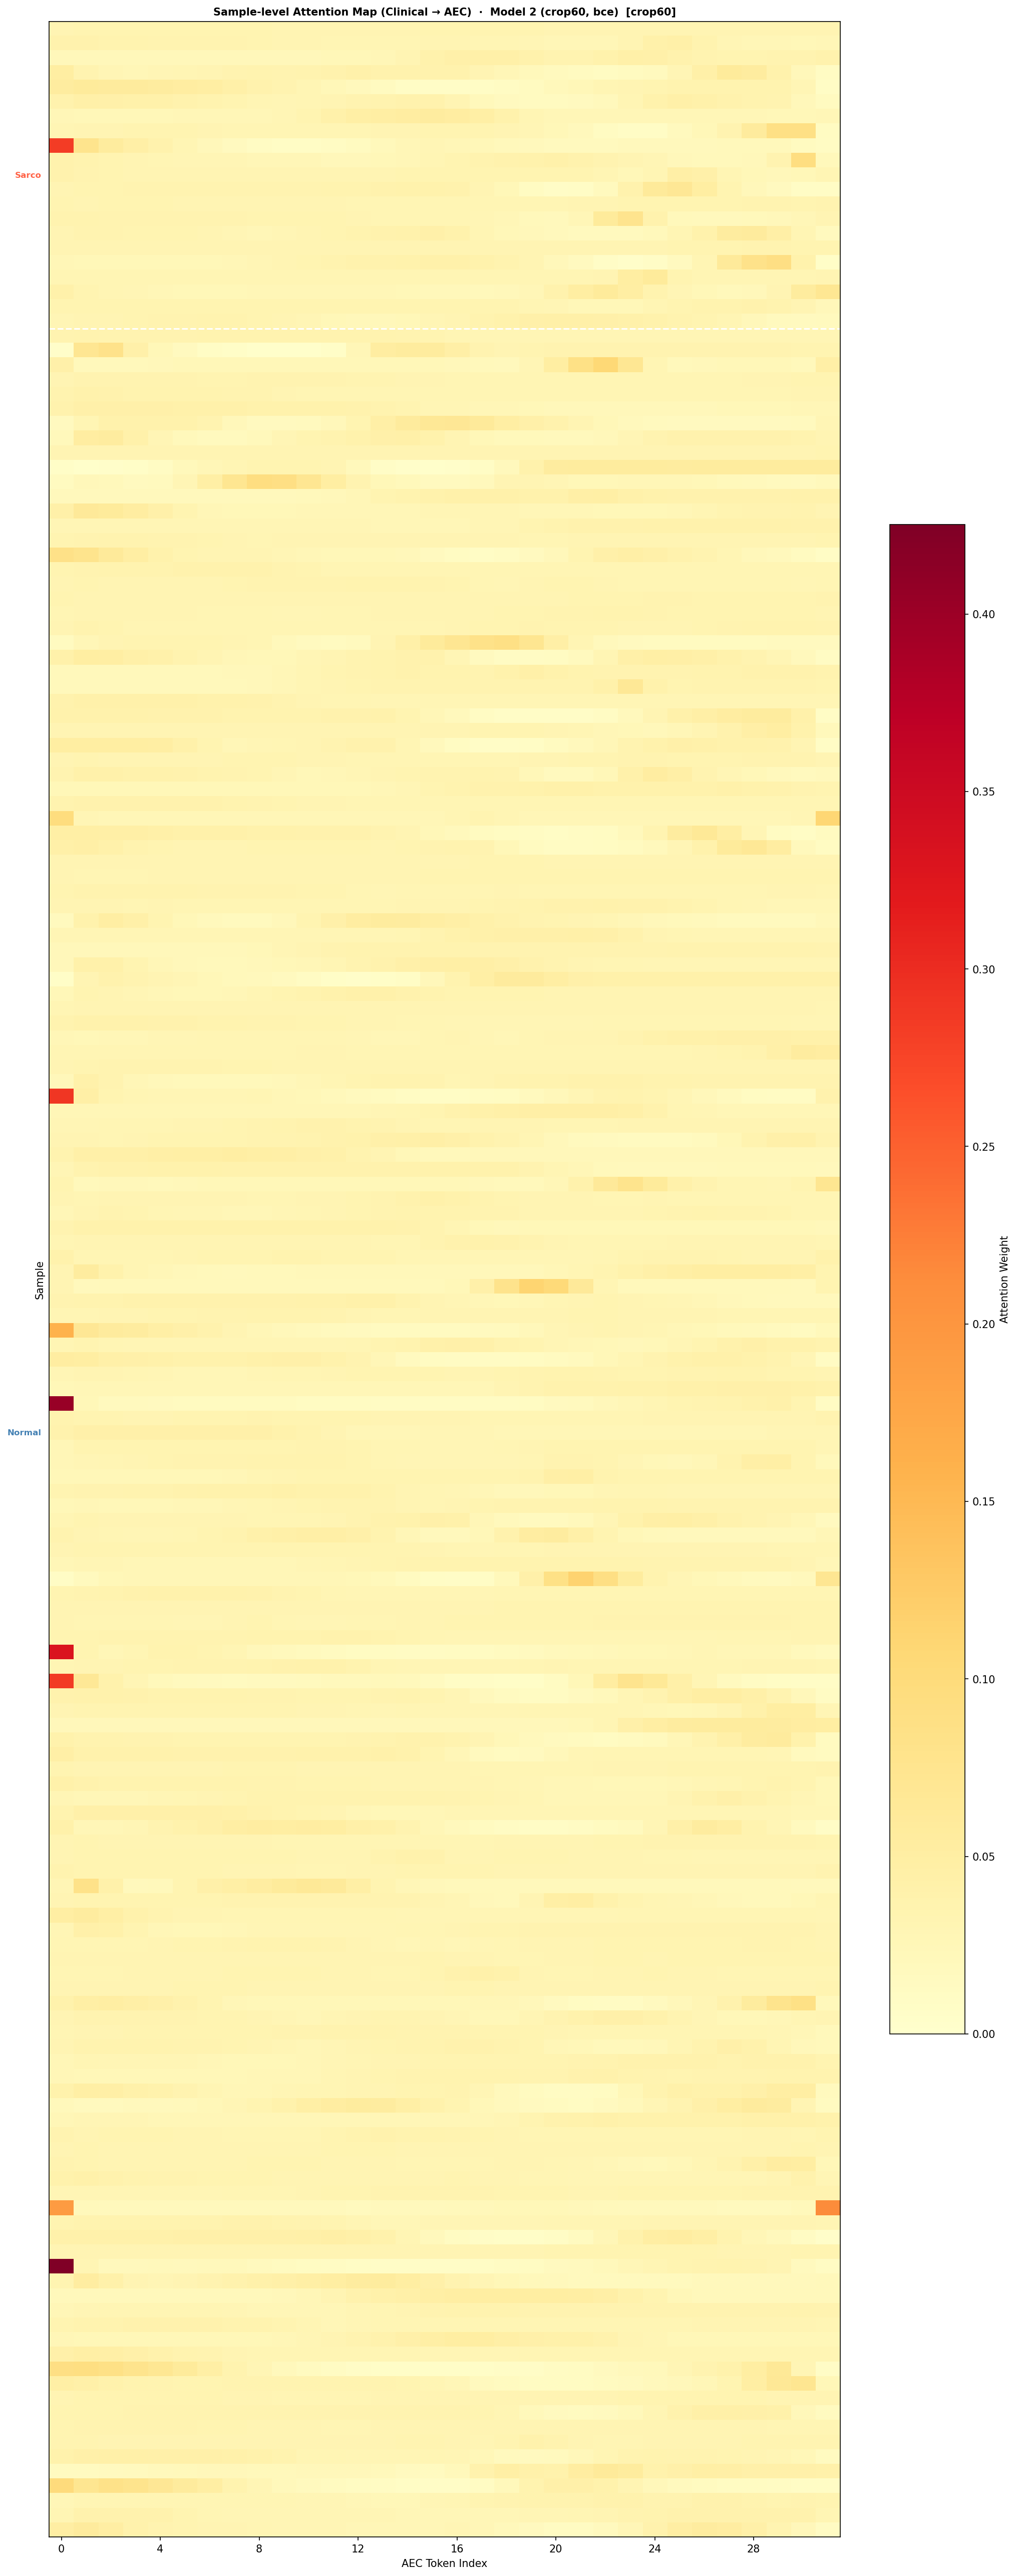 Sample-level Attention Map (Clinical → AEC)  ·  Model 2 (crop60, bce)  [crop60]
Sarco
Normal
Sample
0 4 8 12 16 20 24 28
AEC Token Index
0.40
0.35
0.30
0.25
0.20
0.15
0.10
0.05
0.00
Attention Weight